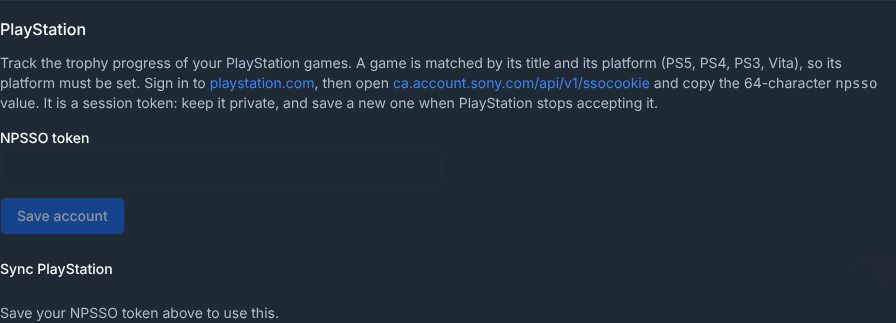 PlayStation
Track the trophy progress of your PlayStation games. A game is matched by its title and its platform (PS5, PS4, PS3, Vita), so its
platform must be set. Sign in to playstation.com, then open ca.account.sony.com/api/v1/ssocookie and copy the 64-character npsso
value. It is a session token: keep it private, and save a new one when PlayStation stops accepting it.
NPSSO token
Save account
Sync PlayStation
Save your NPSSO token above to use this.